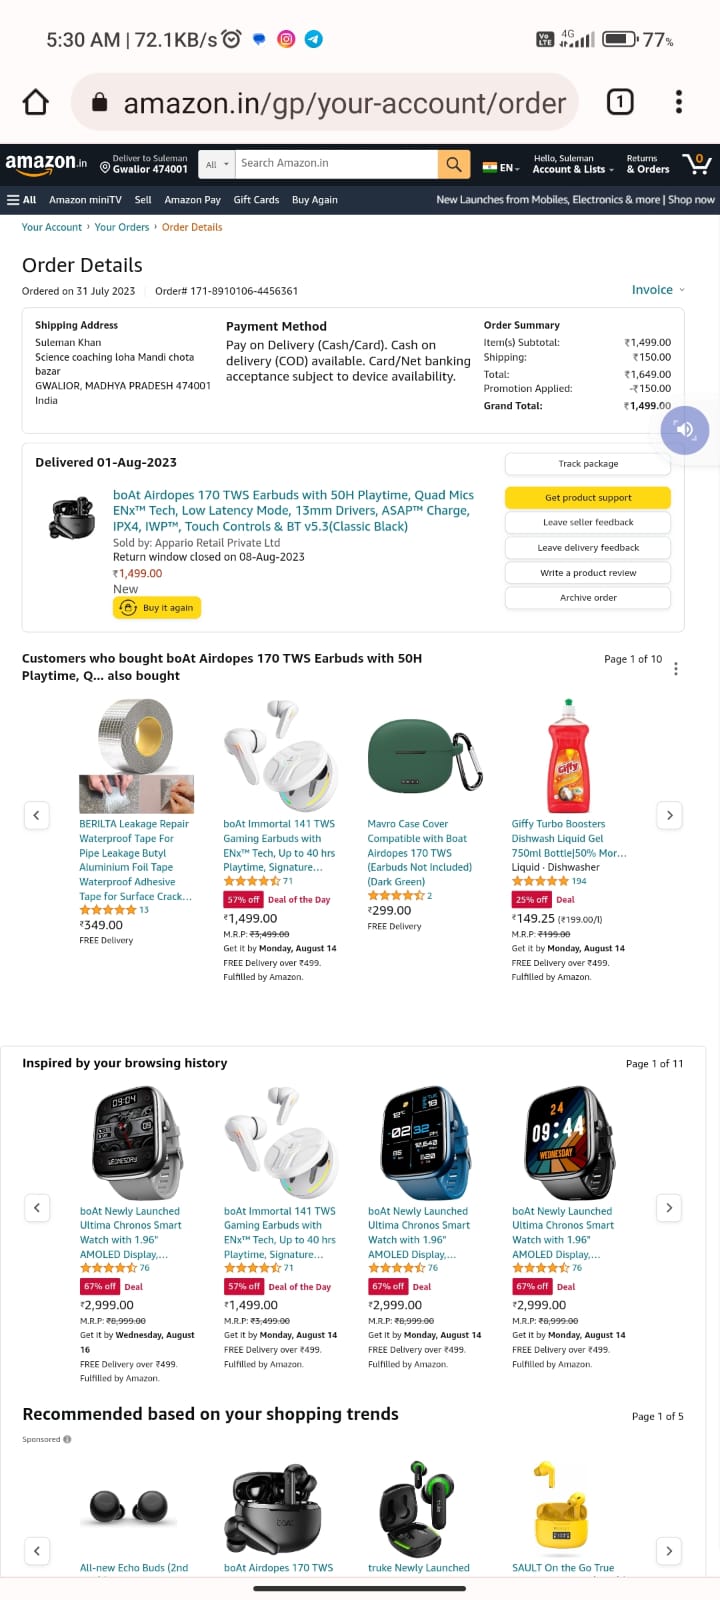 5:30 AM | 72.1KB/s
Vo LTE 4G 77%
amazon.in/gp/your-account/order
1
amazon.in
Deliver to Suleman
Gwalior 474001
All
Search Amazon.in
EN
Hello, Suleman
Account & Lists
Returns
& Orders
0
All Amazon miniTV Sell Amazon Pay Gift Cards Buy Again New Launches from Mobiles, Electronics & more | Shop now
Your Account › Your Orders › Order Details
Order Details
Ordered on 31 July 2023 Order# 171-8910106-4456361 Invoice
Shipping Address
Suleman Khan
Science coaching loha Mandi chota
bazar
GWALIOR, MADHYA PRADESH 474001
India
Payment Method
Pay on Delivery (Cash/Card). Cash on
delivery (COD) available. Card/Net banking
acceptance subject to device availability.
Order Summary
Item(s) Subtotal: ₹1,499.00
Shipping: ₹150.00
Total: ₹1,649.00
Promotion Applied: -₹150.00
Grand Total: ₹1,499.00
Delivered 01-Aug-2023
boAt Airdopes 170 TWS Earbuds with 50H Playtime, Quad Mics
ENx™ Tech, Low Latency Mode, 13mm Drivers, ASAP™ Charge,
IPX4, IWP™, Touch Controls & BT v5.3(Classic Black)
Sold by: Appario Retail Private Ltd
Return window closed on 08-Aug-2023
₹1,499.00
New
Buy it again
Track package
Get product support
Leave seller feedback
Leave delivery feedback
Write a product review
Archive order
Customers who bought boAt Airdopes 170 TWS Earbuds with 50H
Playtime, Q... also bought
Page 1 of 10
BERILTA Leakage Repair
Waterproof Tape For
Pipe Leakage Butyl
Aluminium Foil Tape
Waterproof Adhesive
Tape for Surface Crack...
13
₹349.00
FREE Delivery
boAt Immortal 141 TWS
Gaming Earbuds with
ENx™ Tech, Up to 40 hrs
Playtime, Signature...
71
57% off Deal of the Day
₹1,499.00
M.R.P: ₹3,499.00
Get it by Monday, August 14
FREE Delivery over ₹499.
Fulfilled by Amazon.
Mavro Case Cover
Compatible with Boat
Airdopes 170 TWS
(Earbuds Not Included)
(Dark Green)
2
₹299.00
FREE Delivery
Giffy
Giffy Turbo Boosters
Dishwash Liquid Gel
750ml Bottle|50% Mor...
Liquid · Dishwasher
194
25% off Deal
₹149.25 (₹199.00/l)
M.R.P: ₹199.00
Get it by Monday, August 14
FREE Delivery over ₹499.
Fulfilled by Amazon.
Inspired by your browsing history
Page 1 of 11
09:04
09
WEDNESDAY
boAt Newly Launched
Ultima Chronos Smart
Watch with 1.96"
AMOLED Display,...
76
67% off Deal
₹2,999.00
M.R.P: ₹8,999.00
Get it by Wednesday, August
16
FREE Delivery over ₹499.
Fulfilled by Amazon.
boAt Immortal 141 TWS
Gaming Earbuds with
ENx™ Tech, Up to 40 hrs
Playtime, Signature...
71
57% off Deal of the Day
₹1,499.00
M.R.P: ₹3,499.00
Get it by Monday, August 14
FREE Delivery over ₹499.
Fulfilled by Amazon.
02:32
boAt Newly Launched
Ultima Chronos Smart
Watch with 1.96"
AMOLED Display,...
76
67% off Deal
₹2,999.00
M.R.P: ₹8,999.00
Get it by Monday, August 14
FREE Delivery over ₹499.
Fulfilled by Amazon.
24
09:44
WEDNESDAY
boAt Newly Launched
Ultima Chronos Smart
Watch with 1.96"
AMOLED Display,...
76
67% off Deal
₹2,999.00
M.R.P: ₹8,999.00
Get it by Monday, August 14
FREE Delivery over ₹499.
Fulfilled by Amazon.
Recommended based on your shopping trends
Page 1 of 5
Sponsored
All-new Echo Buds (2nd
boAt Airdopes 170 TWS
truke Newly Launched
SAULT On the Go True